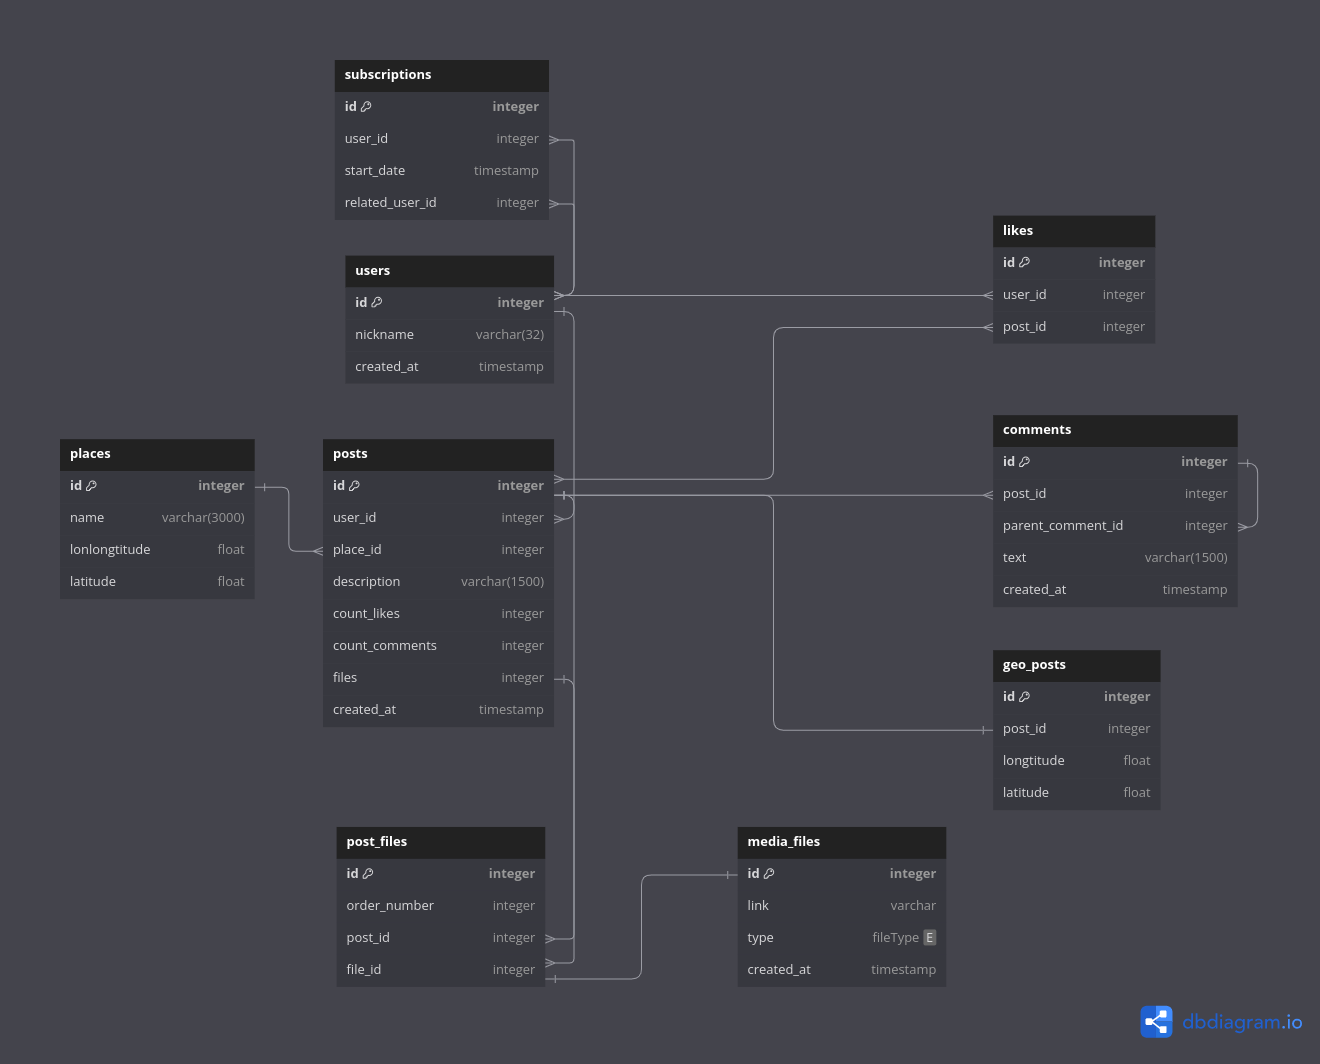 subscriptions
id integer
user_id integer
start_date timestamp
related_user_id integer
users
id integer
nickname varchar(32)
created_at timestamp
likes
id integer
user_id integer
post_id integer
places
id integer
name varchar(3000)
lonlongtitude float
latitude float
posts
id integer
user_id integer
place_id integer
description varchar(1500)
count_likes integer
count_comments integer
files integer
created_at timestamp
comments
id integer
post_id integer
parent_comment_id integer
text varchar(1500)
created_at timestamp
geo_posts
id integer
post_id integer
longtitude float
latitude float
post_files
id integer
order_number integer
post_id integer
file_id integer
media_files
id integer
link varchar
type fileType E
created_at timestamp
dbdiagram.io